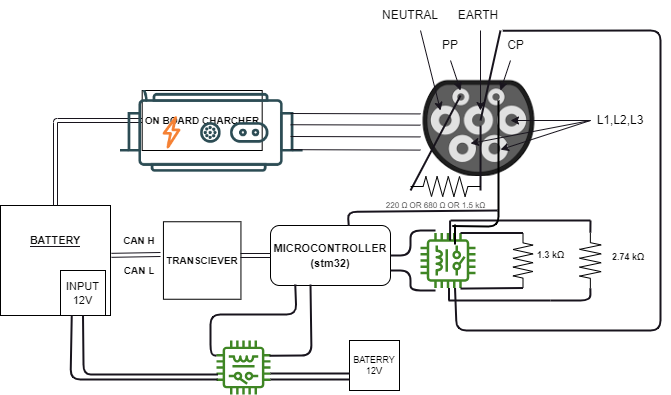 NEUTRAL EARTH
PP CP
ON BOARD CHARCHER
L1,L2,L3
220 Ω OR 680 Ω OR 1.5 kΩ
BATTERY
CAN H
CAN L
TRANSCIEVER
MICROCONTROLLER
(stm32)
1.3 kΩ
2.74 kΩ
INPUT
12V
BATERRY
12V